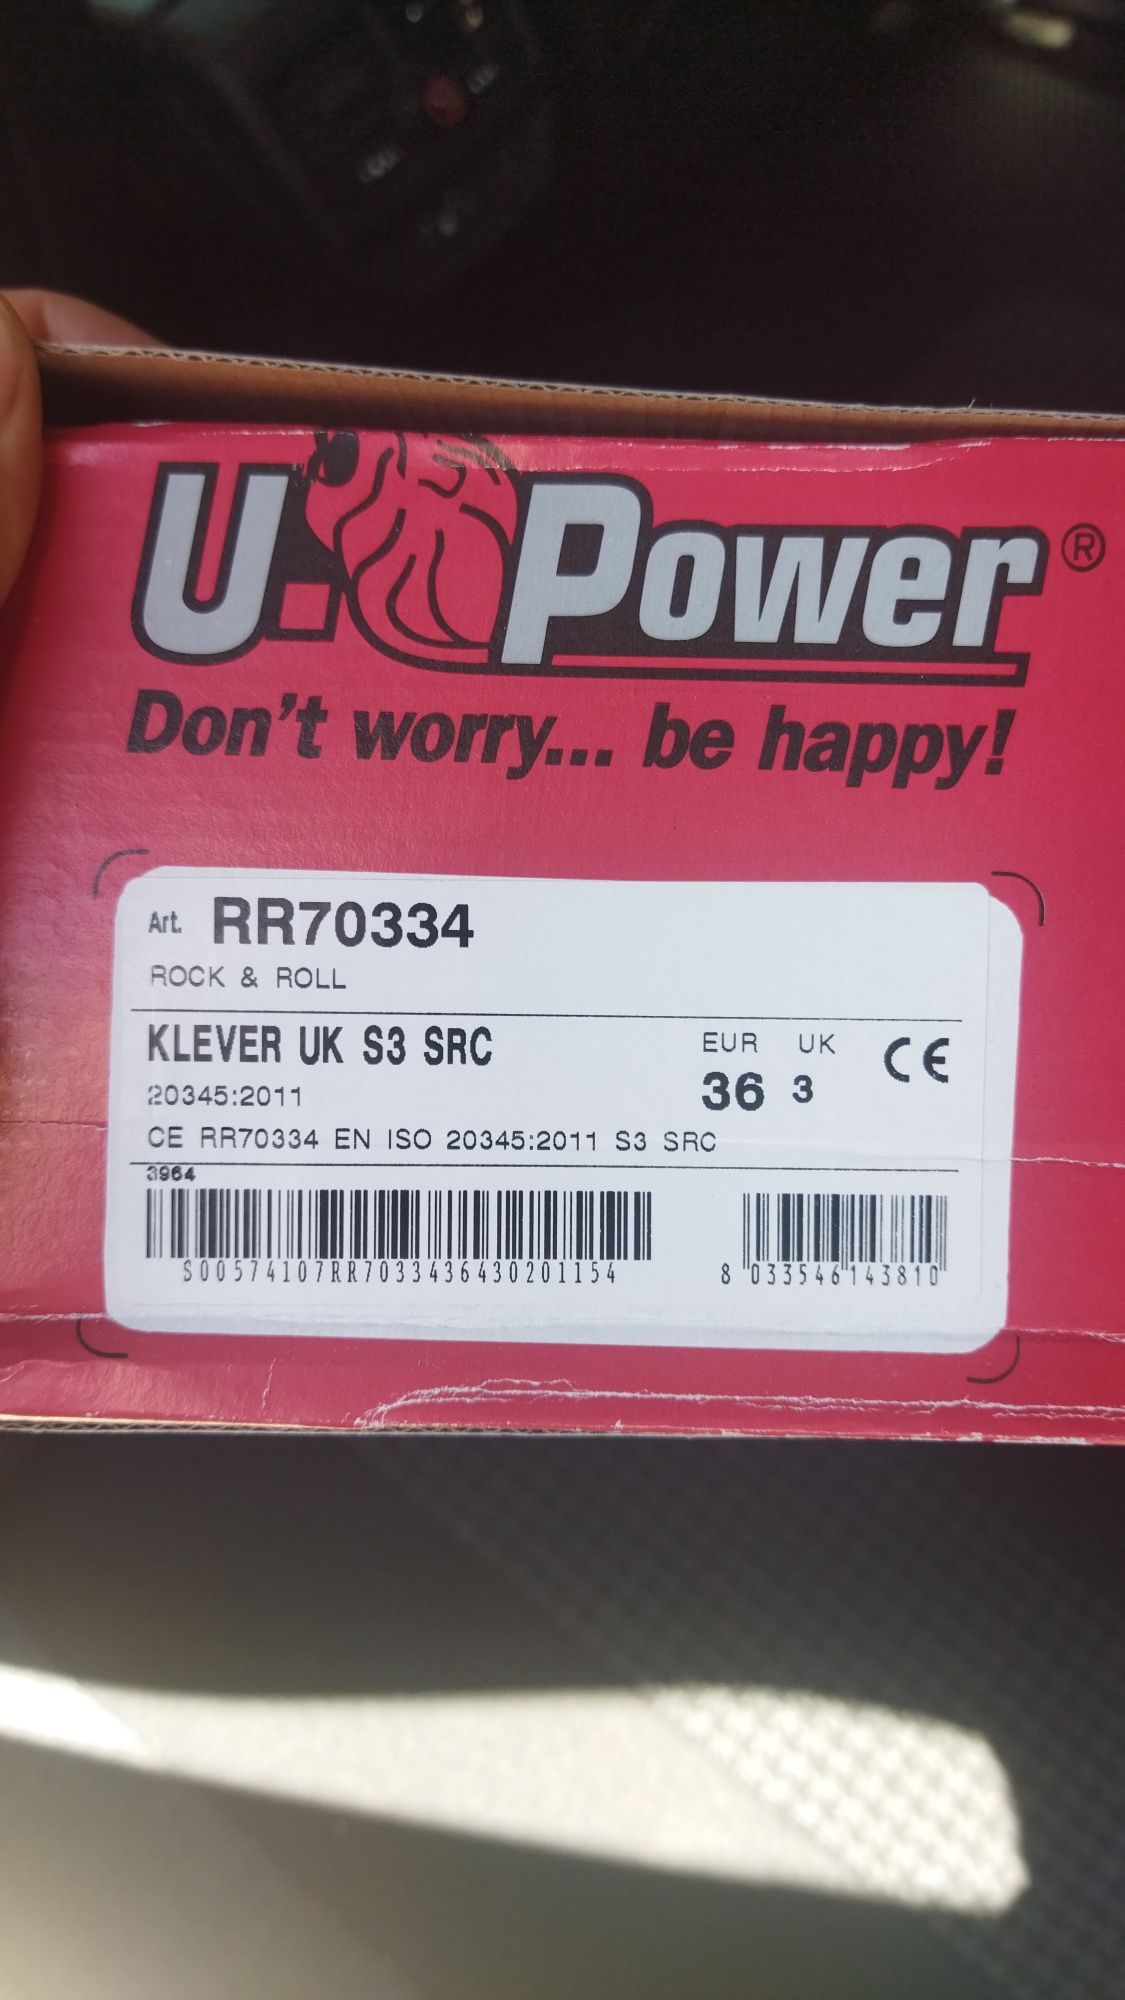 U.Power®
Don't worry... be happy!
Art. RR70334
ROCK & ROLL
KLEVER UK S3 SRC
EUR UK
36 3
CE
20345:2011
CE RR70334 EN ISO 20345:2011 S3 SRC
3964
S00574107RR7033436430201154
8 033546 143810